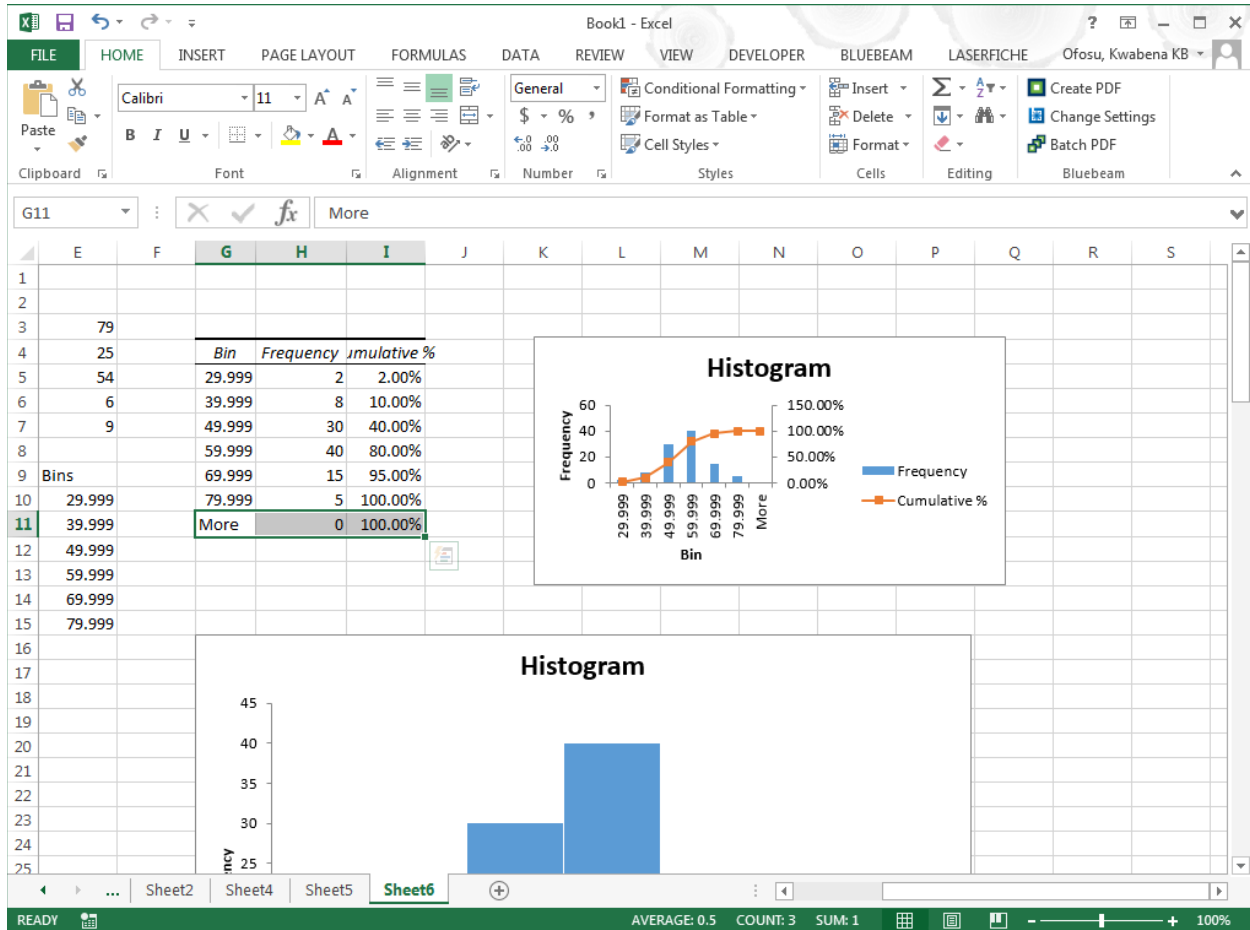 Book1 - Excel
?
FILE HOME INSERT PAGE LAYOUT FORMULAS DATA REVIEW VIEW DEVELOPER BLUEBEAM LASERFICHE Ofosu, Kwabena KB
Paste
Calibri 11 A A
B I U A
General
$ % ,
.00 .0
Conditional Formatting
Format as Table
Cell Styles
Insert
Delete
Format
Σ A Z
Create PDF
Change Settings
Batch PDF
Clipboard Font Alignment Number Styles Cells Editing Bluebeam
G11 fx More
E F G H I J K L M N O P Q R S
1
2
3 79
4 25 Bin Frequency umulative %
5 54 29.999 2 2.00%
6 6 39.999 8 10.00%
7 9 49.999 30 40.00%
8 59.999 40 80.00%
9 Bins 69.999 15 95.00%
10 29.999 79.999 5 100.00%
11 39.999 More 0 100.00%
12 49.999
13 59.999
14 69.999
15 79.999
16
17
18
19
20
21
22
23
24
25
Histogram
Frequency
60
40
20
0
150.00%
100.00%
50.00%
0.00%
29.999
39.999
49.999
59.999
69.999
79.999
More
Bin
Frequency
Cumulative %
Histogram
45
40
35
30
25
ency
... Sheet2 Sheet4 Sheet5 Sheet6
READY AVERAGE: 0.5 COUNT: 3 SUM: 1 100%